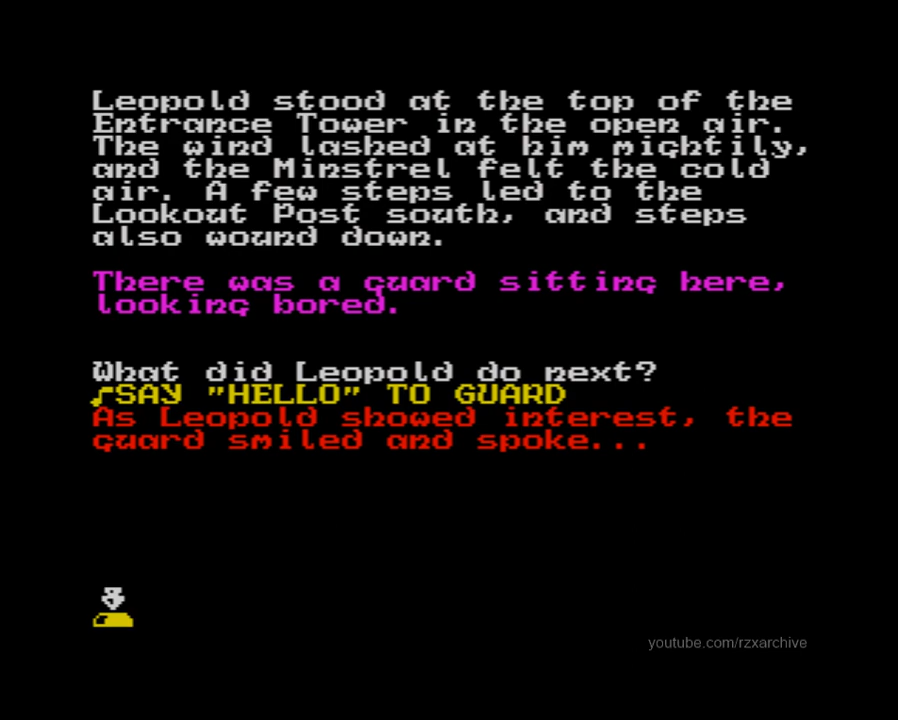 Leopold stood at the top of the
Entrance Tower in the open air.
The wind lashed at him mightily,
and the Minstrel felt the cold
air. A few steps led to the
Lookout Post south, and steps
also wound down.
There was a guard sitting here,
looking bored.
What did Leopold do next?
♪SAY "HELLO" TO GUARD
As Leopold showed interest, the
guard smiled and spoke...
youtube.com/rzxarchive